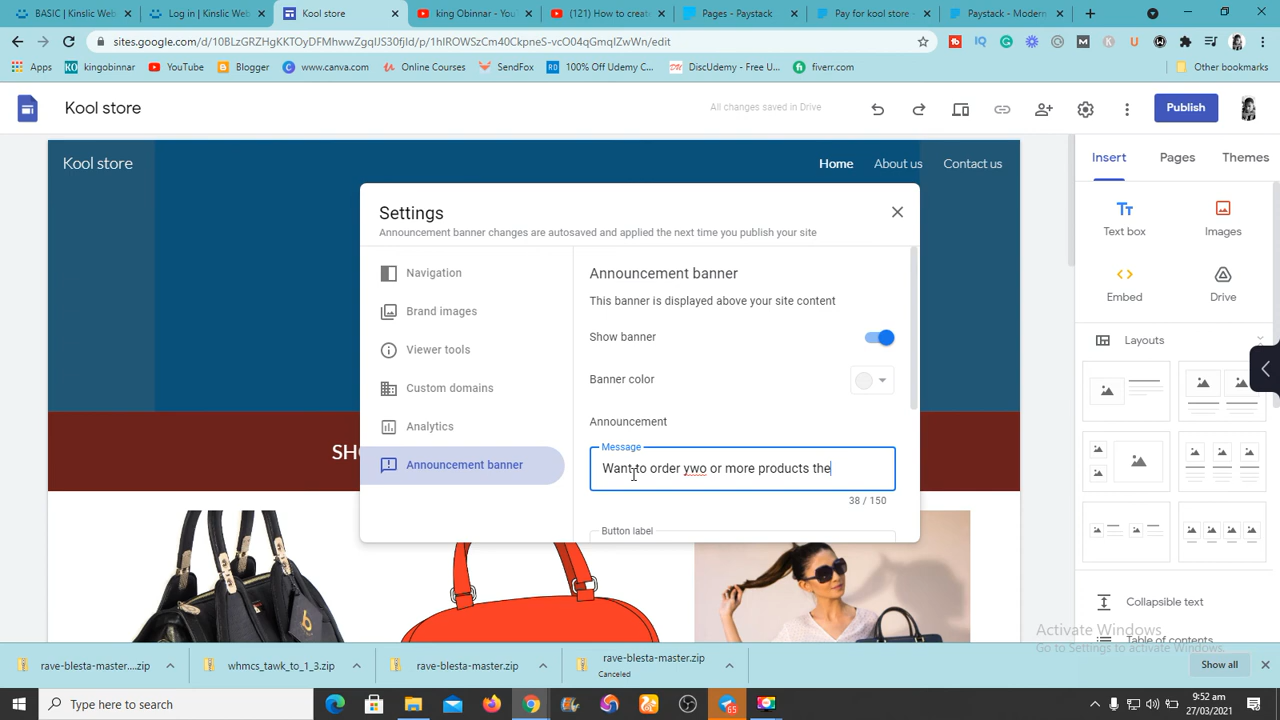 BASIC | Kinslic Web
Log in | Kinslic Web
Kool store
king Obinnar - You
(121) How to create
Pages - Paystack
Pay for kool store -
Paystack - Modern
sites.google.com/d/10BLzGRZHgKKTOyDFMhwwZgqIJS30fjId/p/1hIROWSzCm40CkpneS-vcO04qGmqIZwWn/edit
Apps
kingobinnar
YouTube
Blogger
www.canva.com
Online Courses
SendFox
100% Off Udemy C...
DiscUdemy - Free U...
fiverr.com
Other bookmarks
Kool store
All changes saved in Drive
Publish
Kool store
Home
About us
Contact us
Insert
Pages
Themes
Settings
Announcement banner changes are autosaved and applied the next time you publish your site
Text box
Images
Navigation
Announcement banner
Brand images
This banner is displayed above your site content
Embed
Drive
Viewer tools
Show banner
Layouts
Custom domains
Banner color
Analytics
Announcement
SHO
Announcement banner
Message
Want to order ywo or more products the
38 / 150
Button label
b
Collapsible text
Table of contents
Activate Windows
Go to Settings to activate Windows.
rave-blesta-master....zip
whmcs_tawk_to_1_3.zip
rave-blesta-master.zip
rave-blesta-master.zip
Canceled
Show all
Type here to search
65
9:52 am
27/03/2021